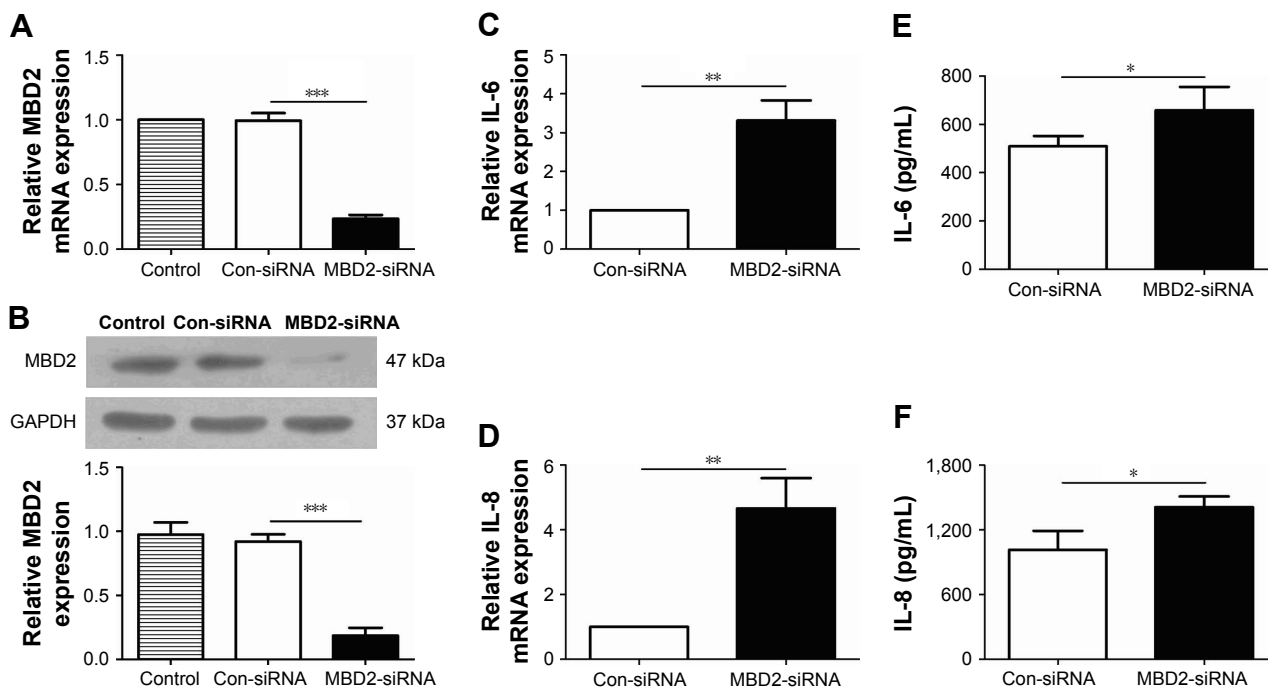 A
Relative MBD2
mRNA expression
1.5
1.0
0.5
0.0
***
Control
Con-siRNA
MBD2-siRNA
B
Control Con-siRNA MBD2-siRNA
MBD2
47 kDa
GAPDH
37 kDa
Relative MBD2
expression
1.5
1.0
0.5
0.0
***
Control
Con-siRNA
MBD2-siRNA
C
Relative IL-6
mRNA expression
5
4
3
2
1
0
**
Con-siRNA
MBD2-siRNA
D
Relative IL-8
mRNA expression
6
4
2
0
**
Con-siRNA
MBD2-siRNA
E
IL-6 (pg/mL)
800
600
400
200
0
*
Con-siRNA
MBD2-siRNA
F
IL-8 (pg/mL)
1,800
1,200
600
0
*
Con-siRNA
MBD2-siRNA